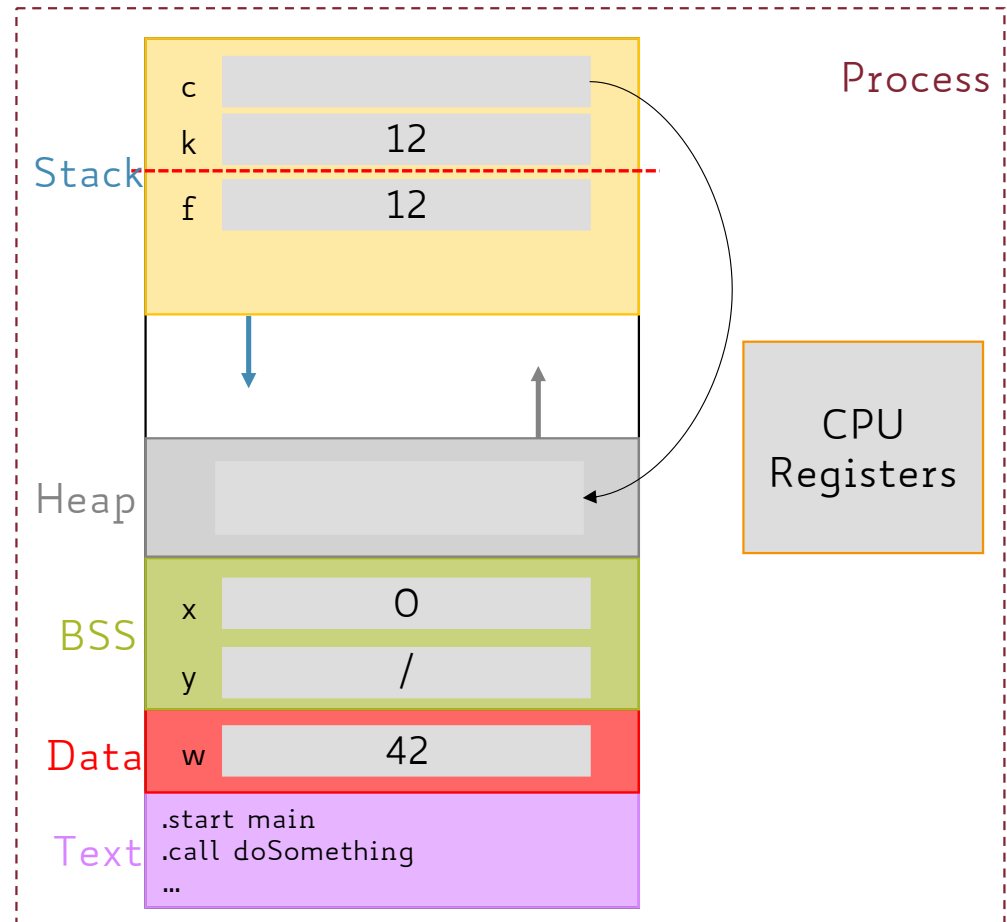 Process
Stack
c
k 12
f 12
CPU
Registers
Heap
BSS
x 0
y /
Data
w 42
Text
.start main
.call doSomething
...